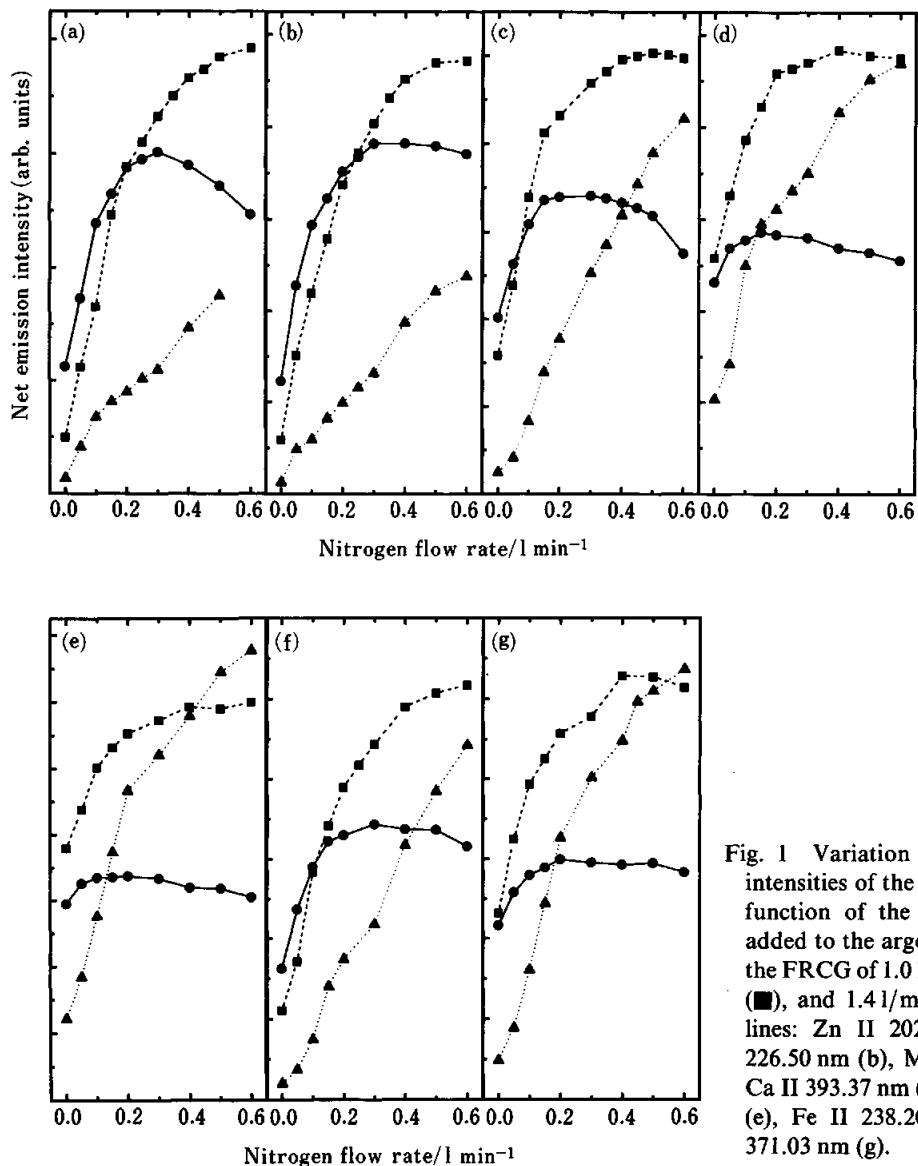 (a)
(b)
(c)
(d)
Net emission intensity (arb. units)
0.0 0.2 0.4 0.6 0.0 0.2 0.4 0.6 0.0 0.2 0.4 0.6 0.0 0.2 0.4 0.6
Nitrogen flow rate/l min⁻¹
(e)
(f)
(g)
0.0 0.2 0.4 0.6 0.0 0.2 0.4 0.6 0.0 0.2 0.4 0.6
Nitrogen flow rate/l min⁻¹
Fig. 1 Variation
intensities of the
function of the
added to the arg
the FRCG of 1.0
(■), and 1.4 l/m
lines: Zn II 202
226.50 nm (b), M
Ca II 393.37 nm (
(e), Fe II 238.20
371.03 nm (g).